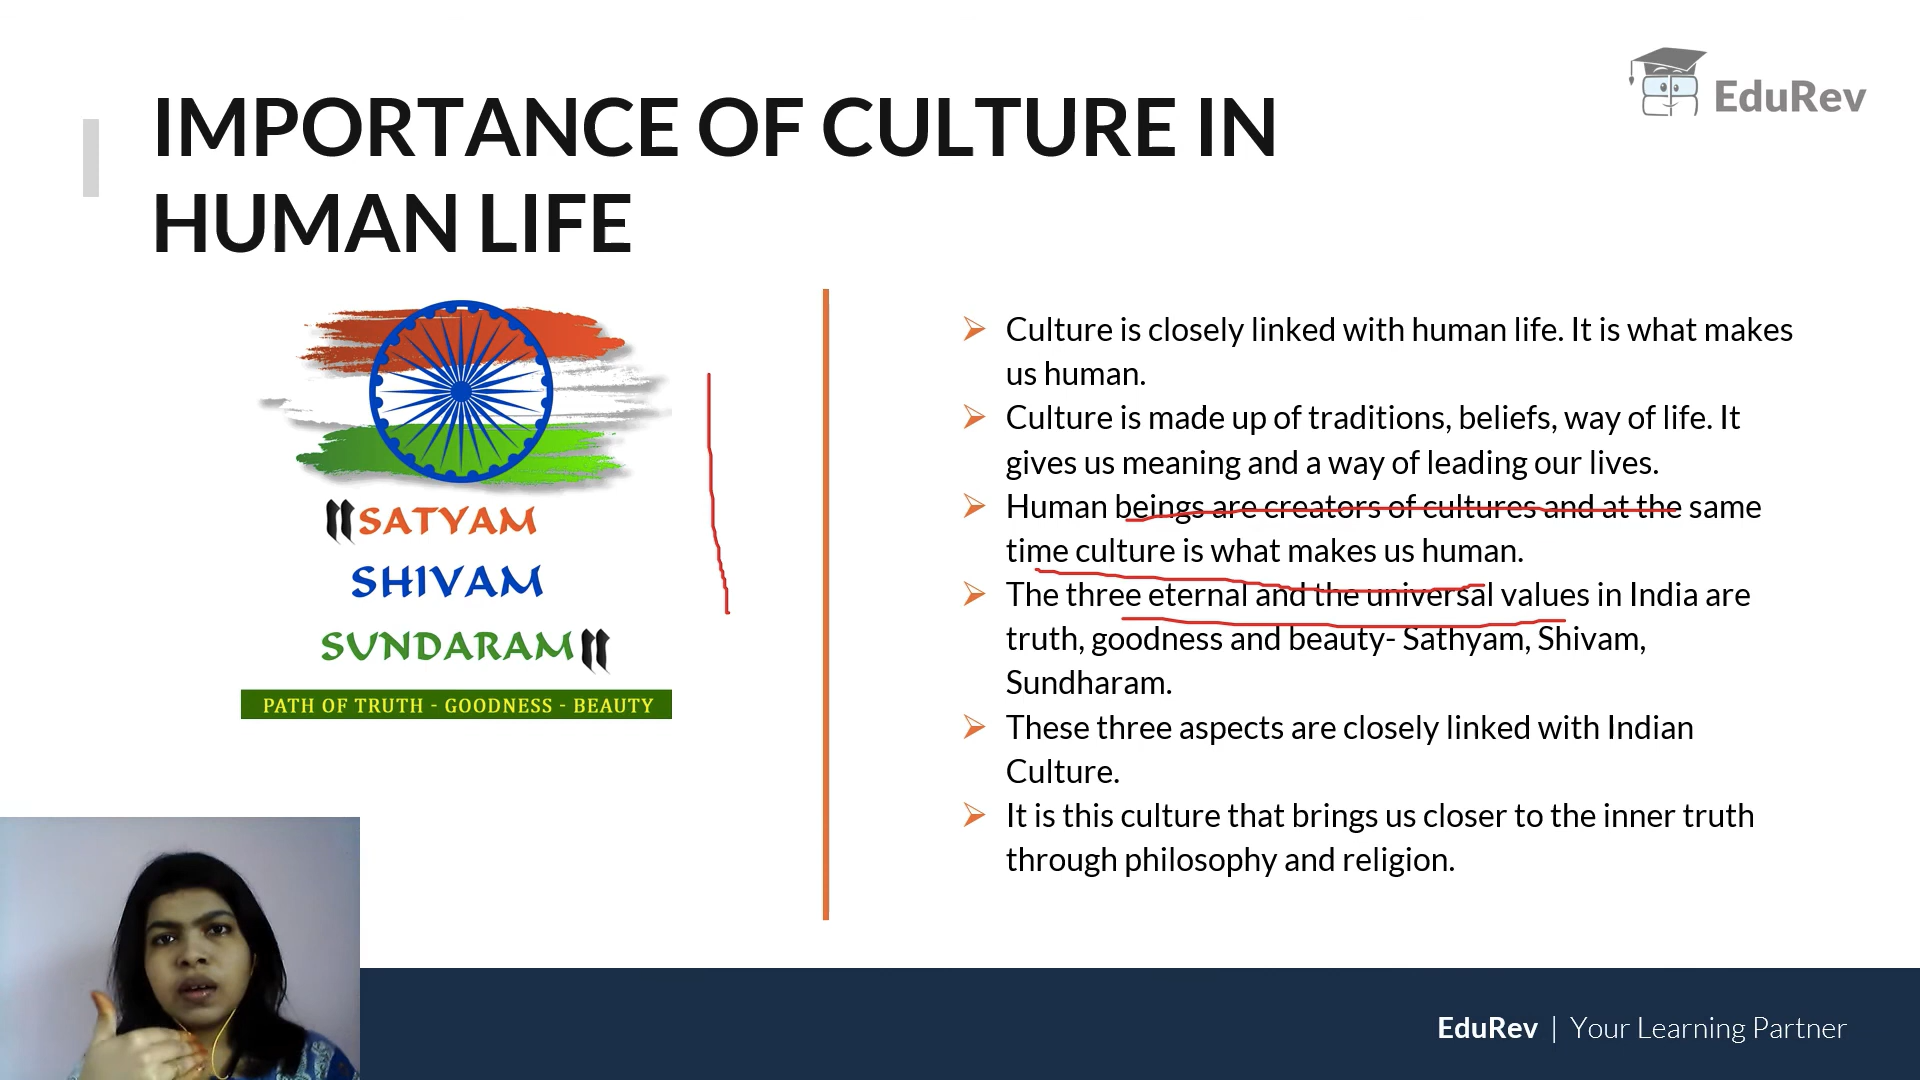 EduRev
IMPORTANCE OF CULTURE IN
HUMAN LIFE
॥SATYAM
SHIVAM
SUNDARAM॥
PATH OF TRUTH - GOODNESS - BEAUTY
Culture is closely linked with human life. It is what makes
us human.
Culture is made up of traditions, beliefs, way of life. It
gives us meaning and a way of leading our lives.
Human beings are creators of cultures and at the same
time culture is what makes us human.
The three eternal and the universal values in India are
truth, goodness and beauty- Sathyam, Shivam,
Sundharam.
These three aspects are closely linked with Indian
Culture.
It is this culture that brings us closer to the inner truth
through philosophy and religion.
EduRev | Your Learning Partner